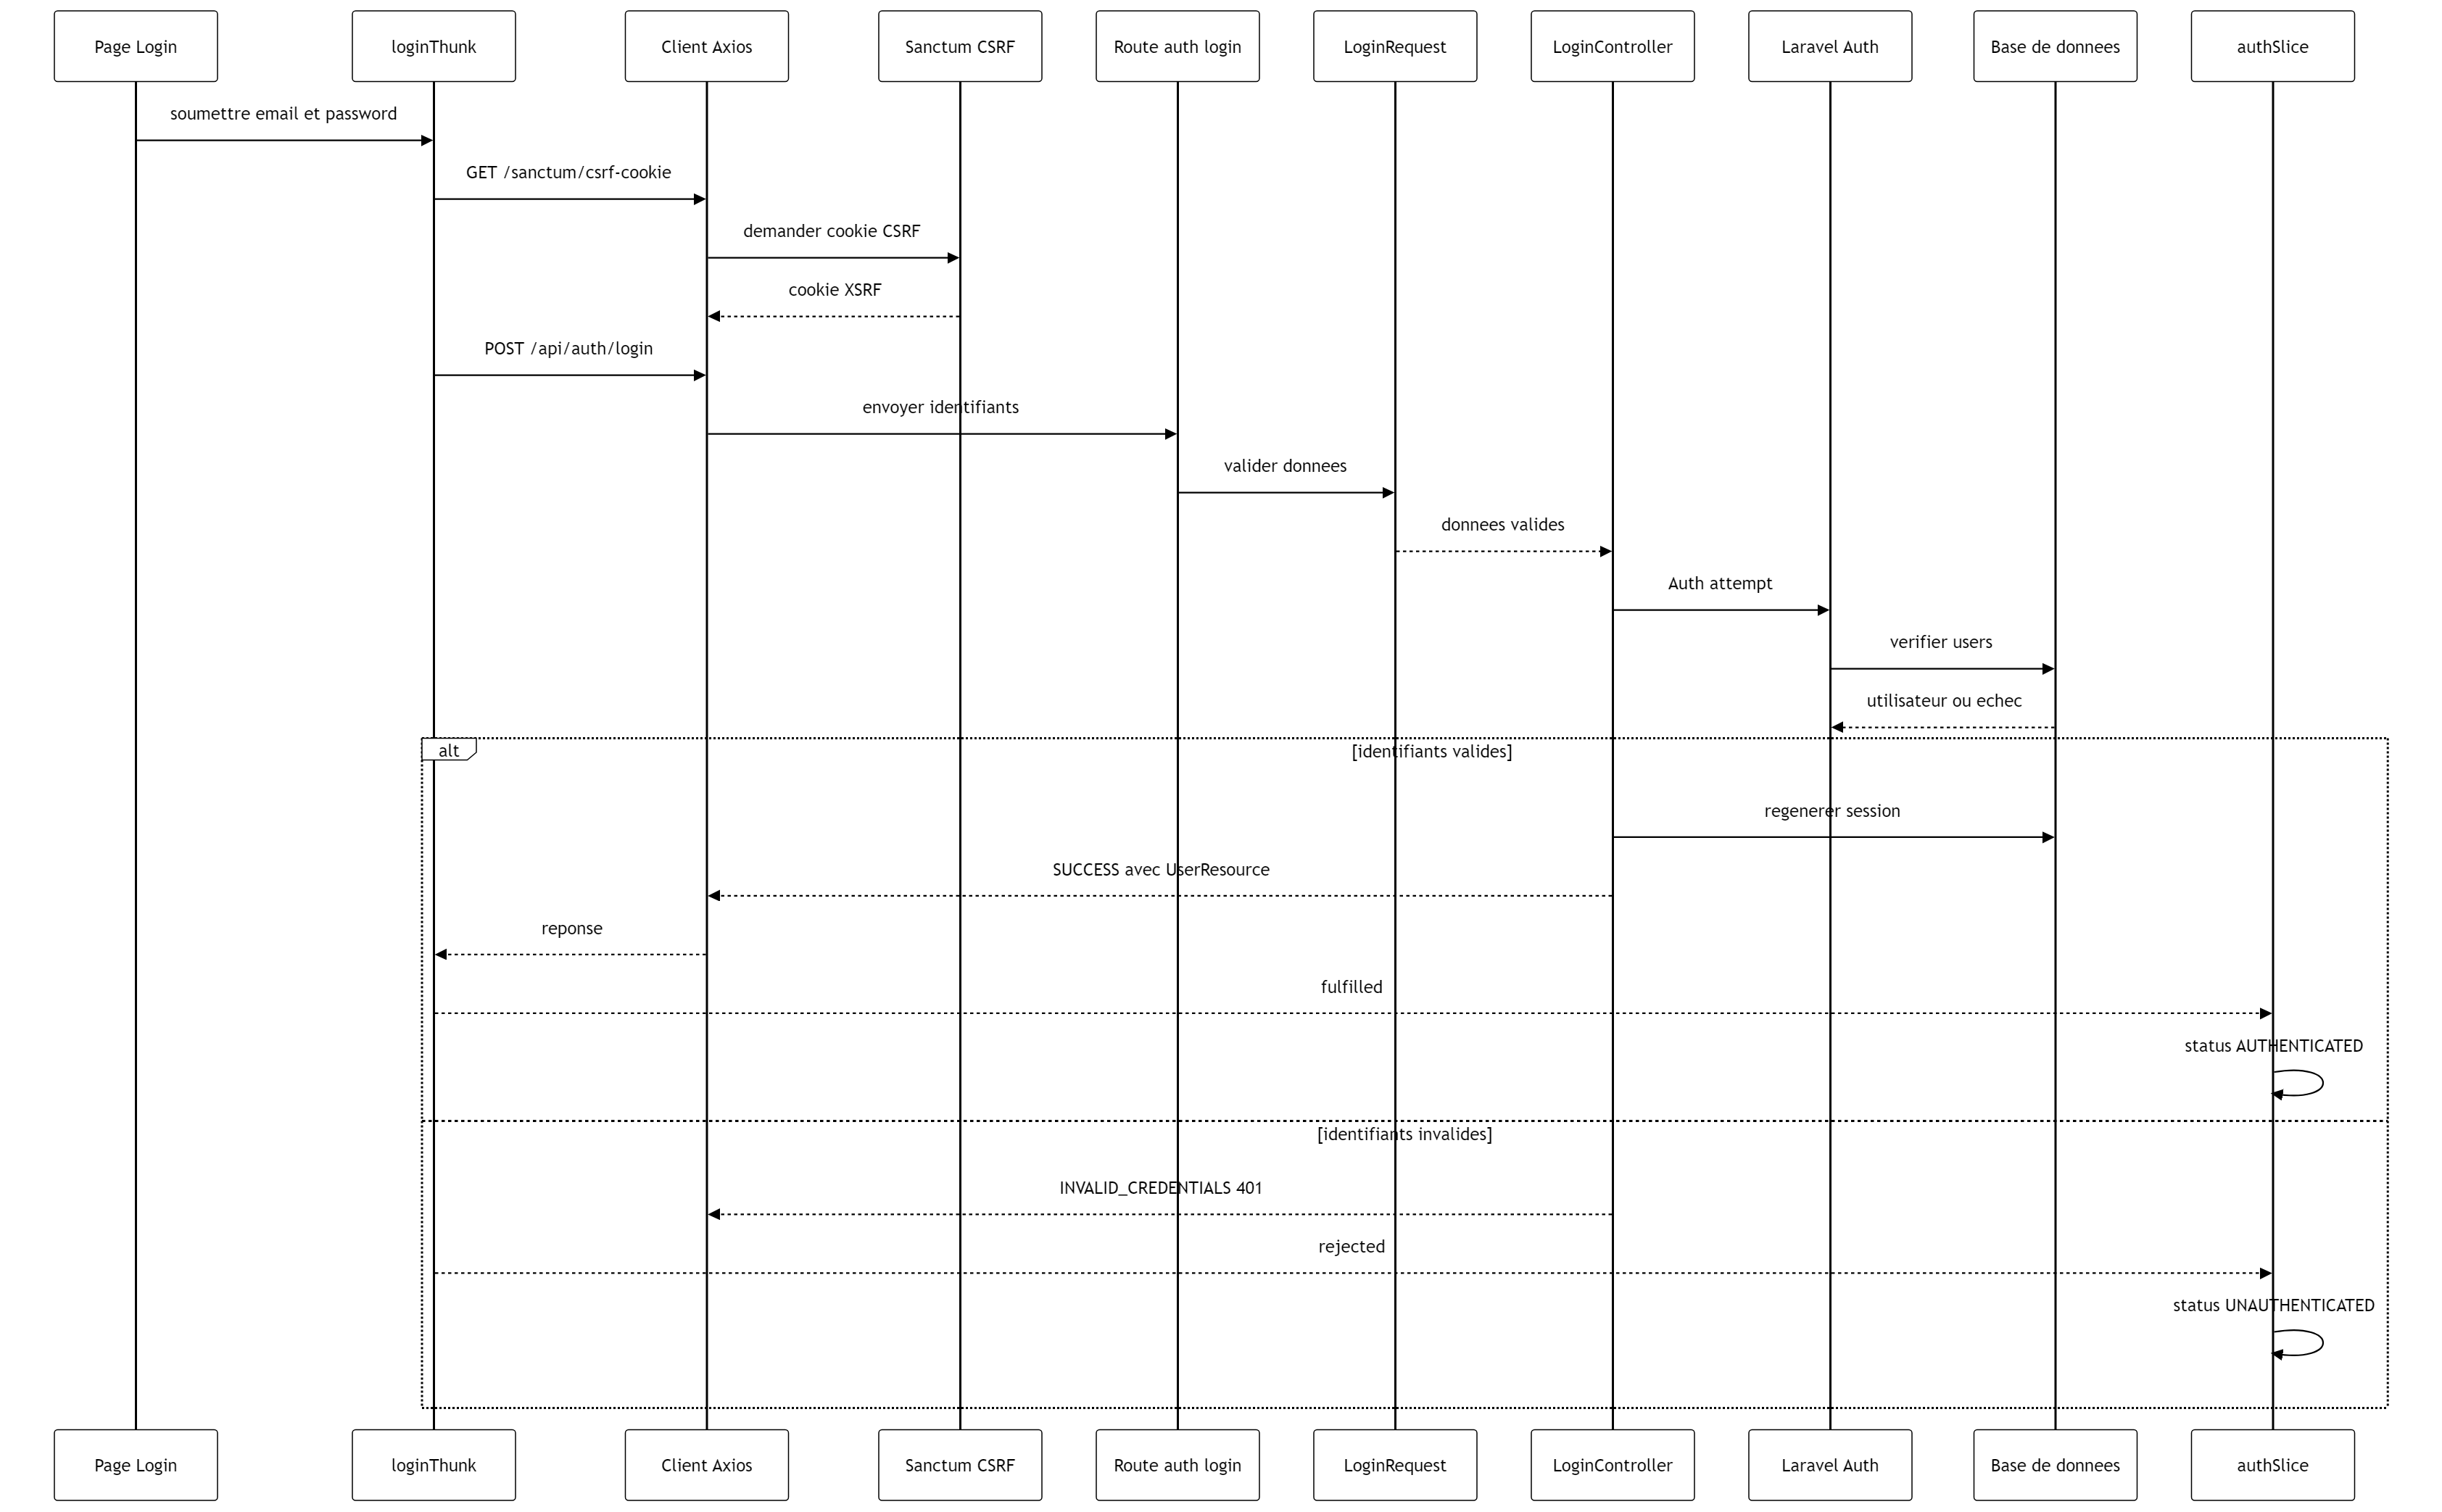 Page Login
loginThunk
Client Axios
Sanctum CSRF
Route auth login
LoginRequest
LoginController
Laravel Auth
Base de donnees
authSlice
soumettre email et password
GET /sanctum/csrf-cookie
demander cookie CSRF
cookie XSRF
POST /api/auth/login
envoyer identifiants
valider donnees
donnees valides
Auth attempt
verifier users
utilisateur ou echec
alt
[identifiants valides]
regenerer session
SUCCESS avec UserResource
reponse
fulfilled
status AUTHENTICATED
[identifiants invalides]
INVALID_CREDENTIALS 401
rejected
status UNAUTHENTICATED
Page Login
loginThunk
Client Axios
Sanctum CSRF
Route auth login
LoginRequest
LoginController
Laravel Auth
Base de donnees
authSlice